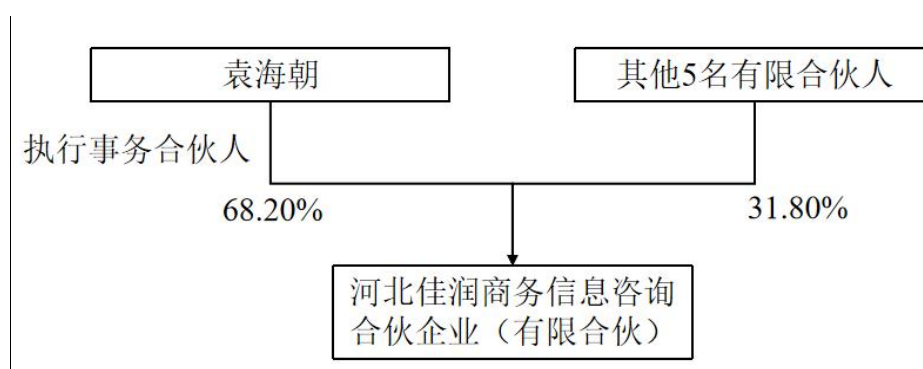 袁海朝
其他5名有限合伙人
执行事务合伙人
68.20%
31.80%
河北佳润商务信息咨询
合伙企业（有限合伙）